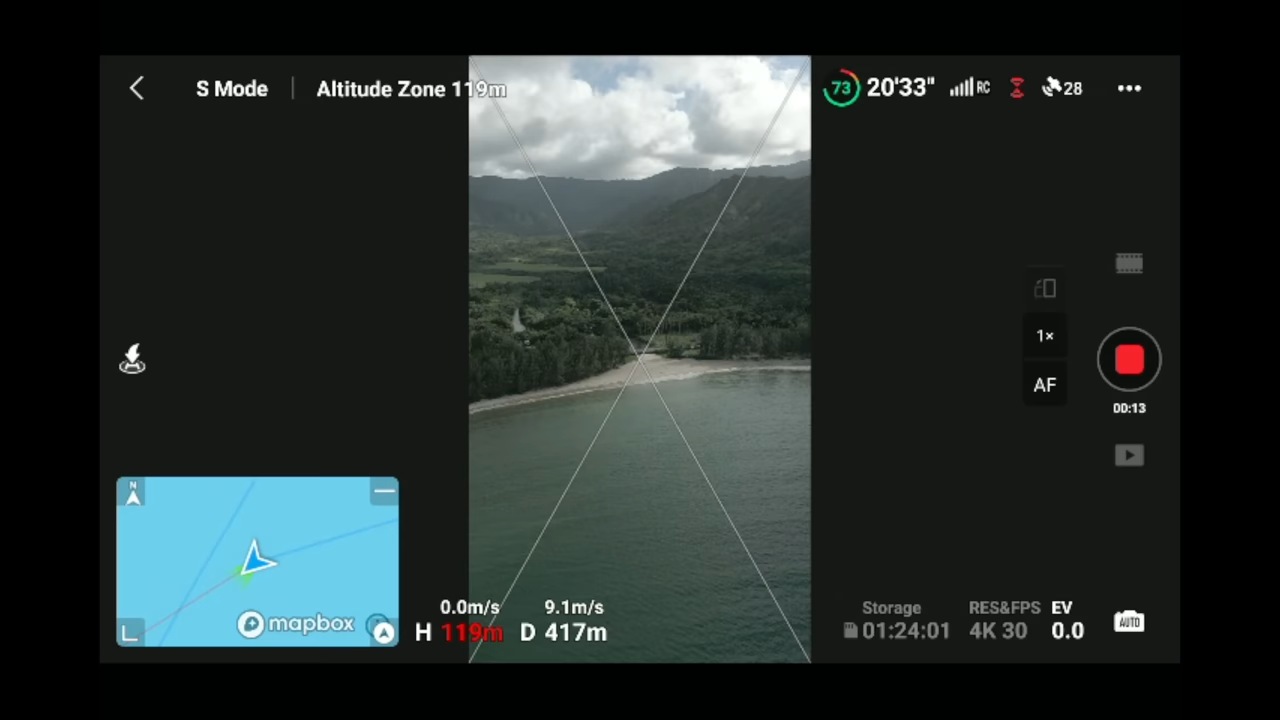 S Mode | Altitude Zone 119m
73 20'33" RC 28
1×
AF
00:13
N
mapbox
0.0m/s 9.1m/s
H 119m D 417m
Storage RES&FPS EV
01:24:01 4K 30 0.0
AUTO